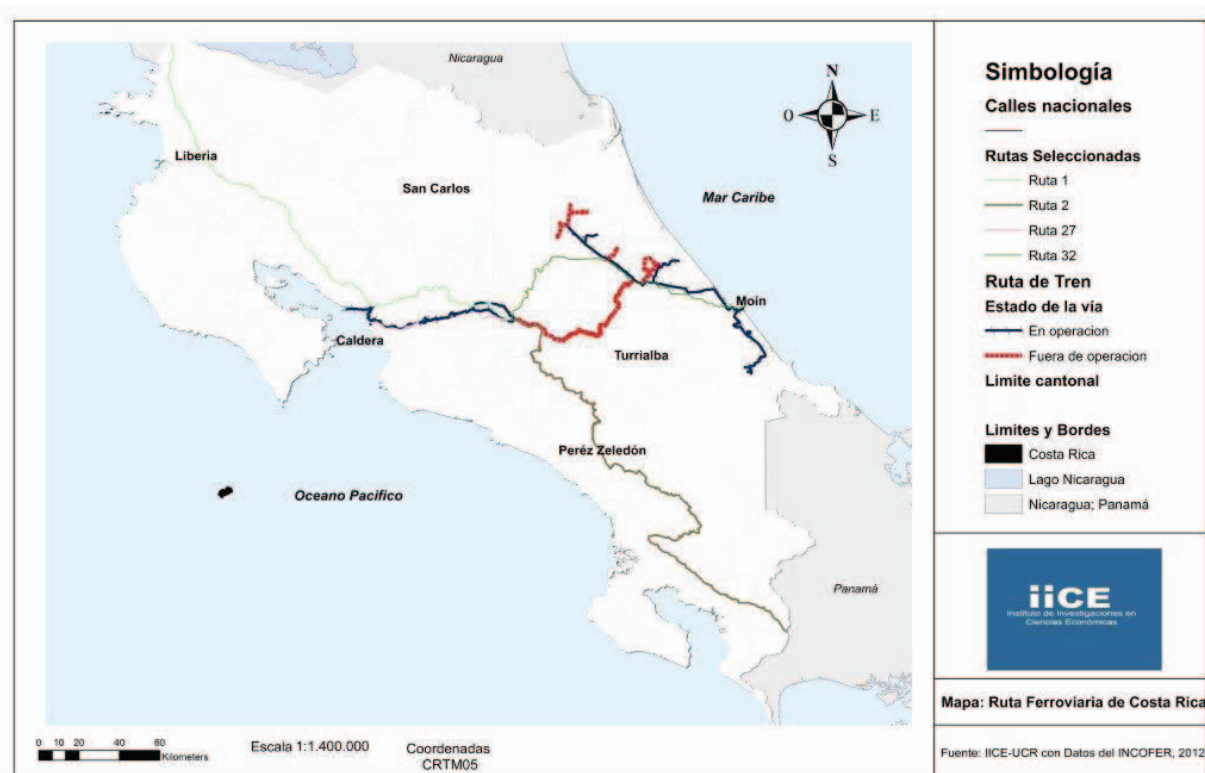 Nicaragua
N
O
E
S
Liberia
San Carlos
Mar Caribe
Moín
Caldera
Turrialba
Peréz Zeledón
Oceano Pacifico
Panamá
0 10 20 40 60
Kilometers
Escala 1:1.400.000
Coordenadas
CRTM05
Simbología
Calles nacionales
Rutas Seleccionadas
Ruta 1
Ruta 2
Ruta 27
Ruta 32
Ruta de Tren
Estado de la vía
En operacion
Fuera de operacion
Limite cantonal
Limites y Bordes
Costa Rica
Lago Nicaragua
Nicaragua; Panamá
iiCE
Instituto de Investigaciones en
Ciencias Económicas
Mapa: Ruta Ferroviaria de Costa Rica
Fuente: IICE-UCR con Datos del INCOFER, 2012